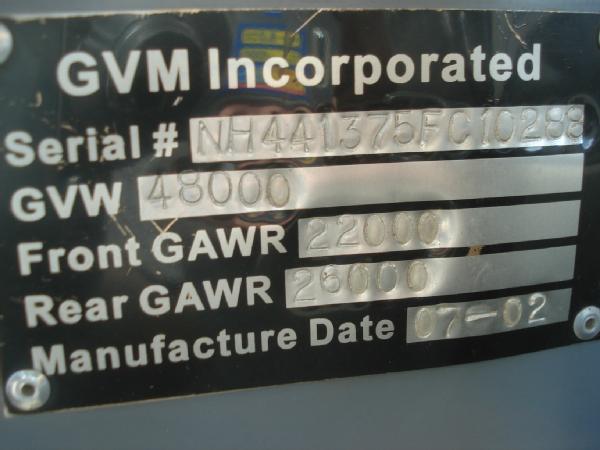 GVM Incorporated
Serial # NH441375FC10288
GVW 48000
Front GAWR 22000
Rear GAWR 26000
Manufacture Date 07-02